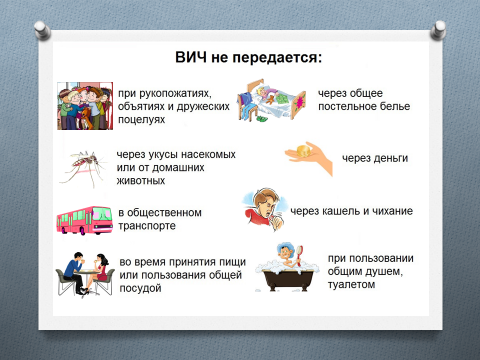 ВИЧ не передается:
при рукопожатиях,
объятиях и дружеских
поцелуях
через укусы насекомых
или от домашних
животных
в общественном
транспорте
во время принятия пищи
или пользования общей
посудой
через общее
постельное белье
через деньги
через кашель и чихание
при пользовании
общим душем,
туалетом